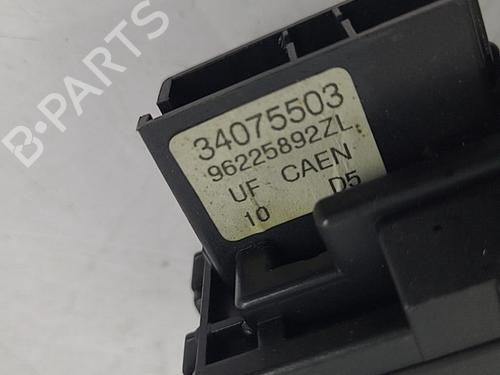 B-PARTS
34075503
96225892ZL
UF CAEN
10 D5